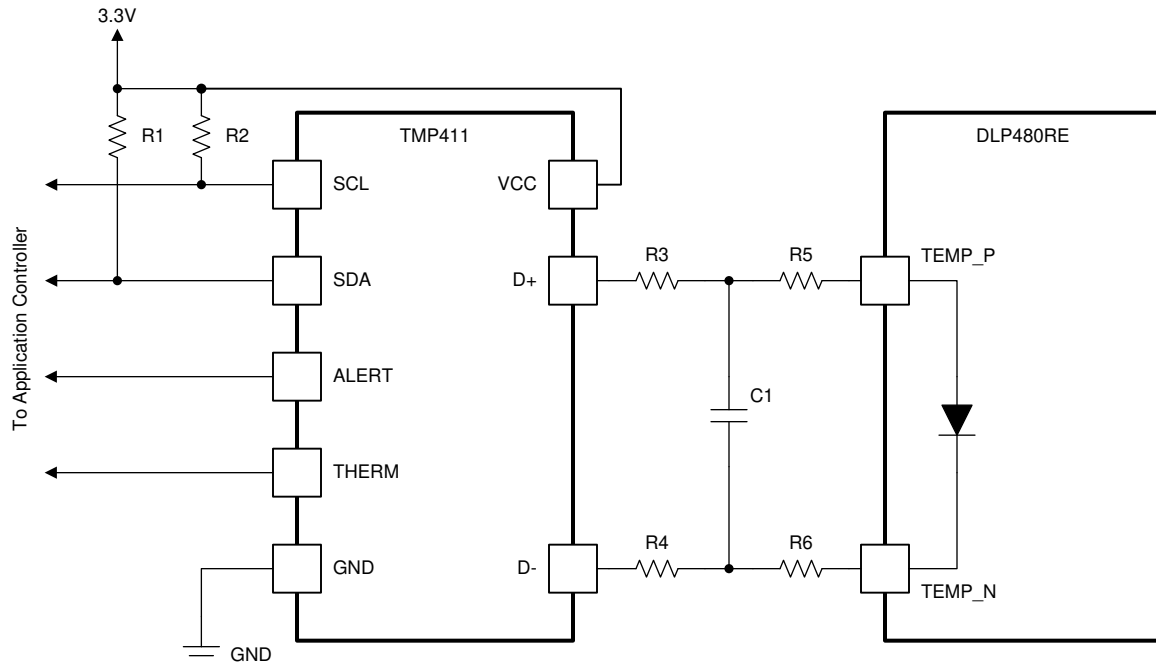 3.3V
R1
R2
TMP411
DLP480RE
SCL
VCC
To Application Controller
SDA
D+
R3
R5
TEMP_P
ALERT
C1
THERM
GND
D-
R4
R6
TEMP_N
GND